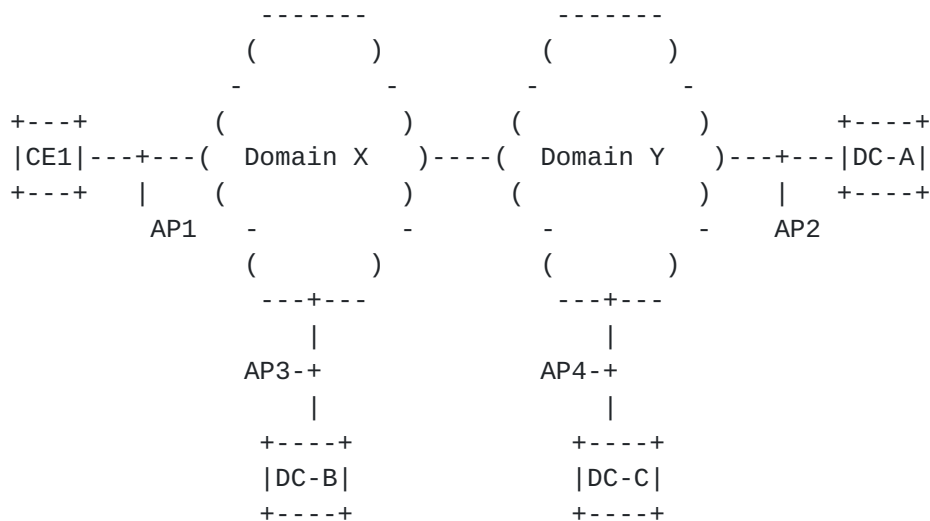 -------            -------
               (       )          (       )
              -         -        -         -
+---+        (           )      (           )        +----+
|CE1|---+---(  Domain X   )----(  Domain Y   )---+---|DC-A|
+---+   |    (           )      (           )    |   +----+
         AP1   -         -        -         -    AP2
               (       )          (       )
                ---+---            ---+---
                   |                  |
               AP3-+              AP4-+
                   |                  |
                +----+              +----+
                |DC-B|              |DC-C|
                +----+              +----+